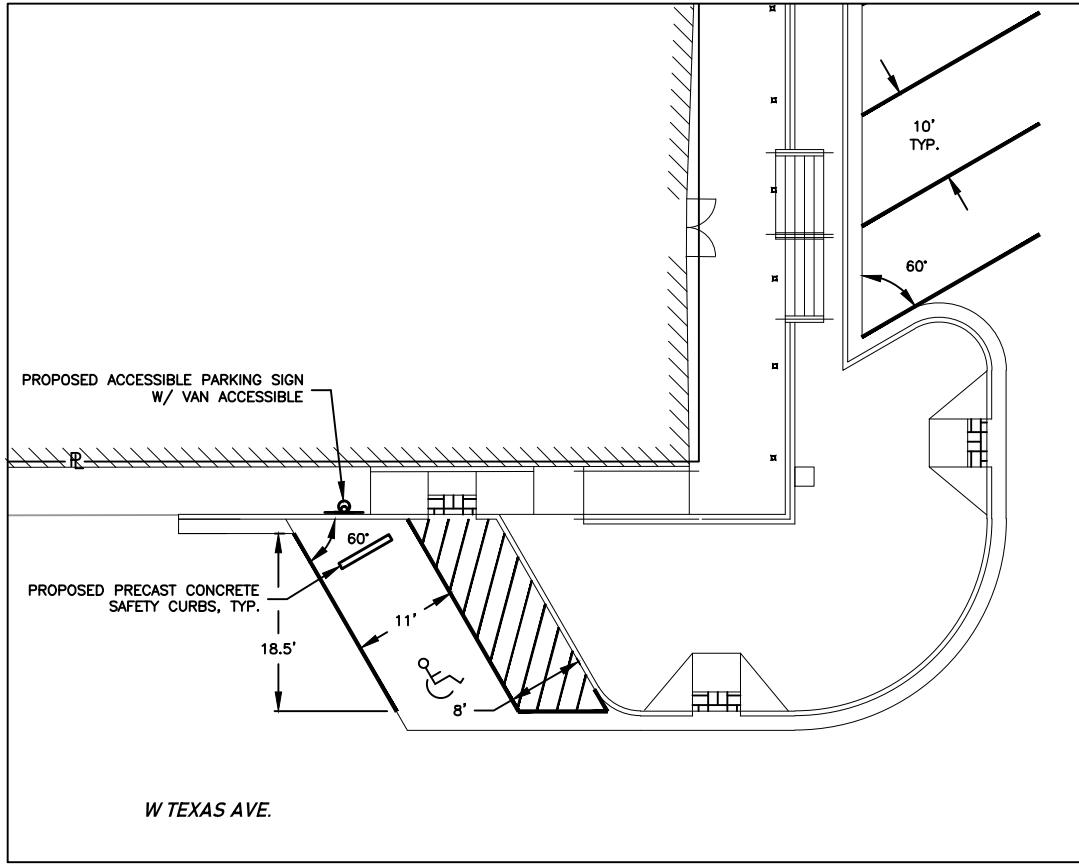 10'
TYP.
60°
PROPOSED ACCESSIBLE PARKING SIGN
W/ VAN ACCESSIBLE
PL
60°
PROPOSED PRECAST CONCRETE
SAFETY CURBS, TYP.
11'
18.5'
8'
W TEXAS AVE.